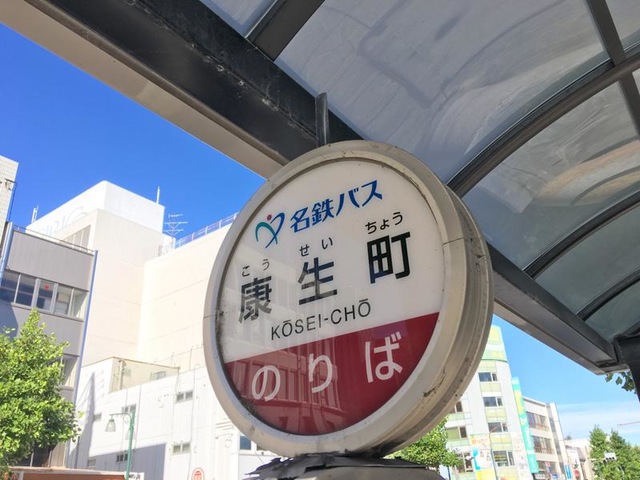 名鉄バス
こう せい ちょう
康生町
KŌSEI-CHŌ
のりば